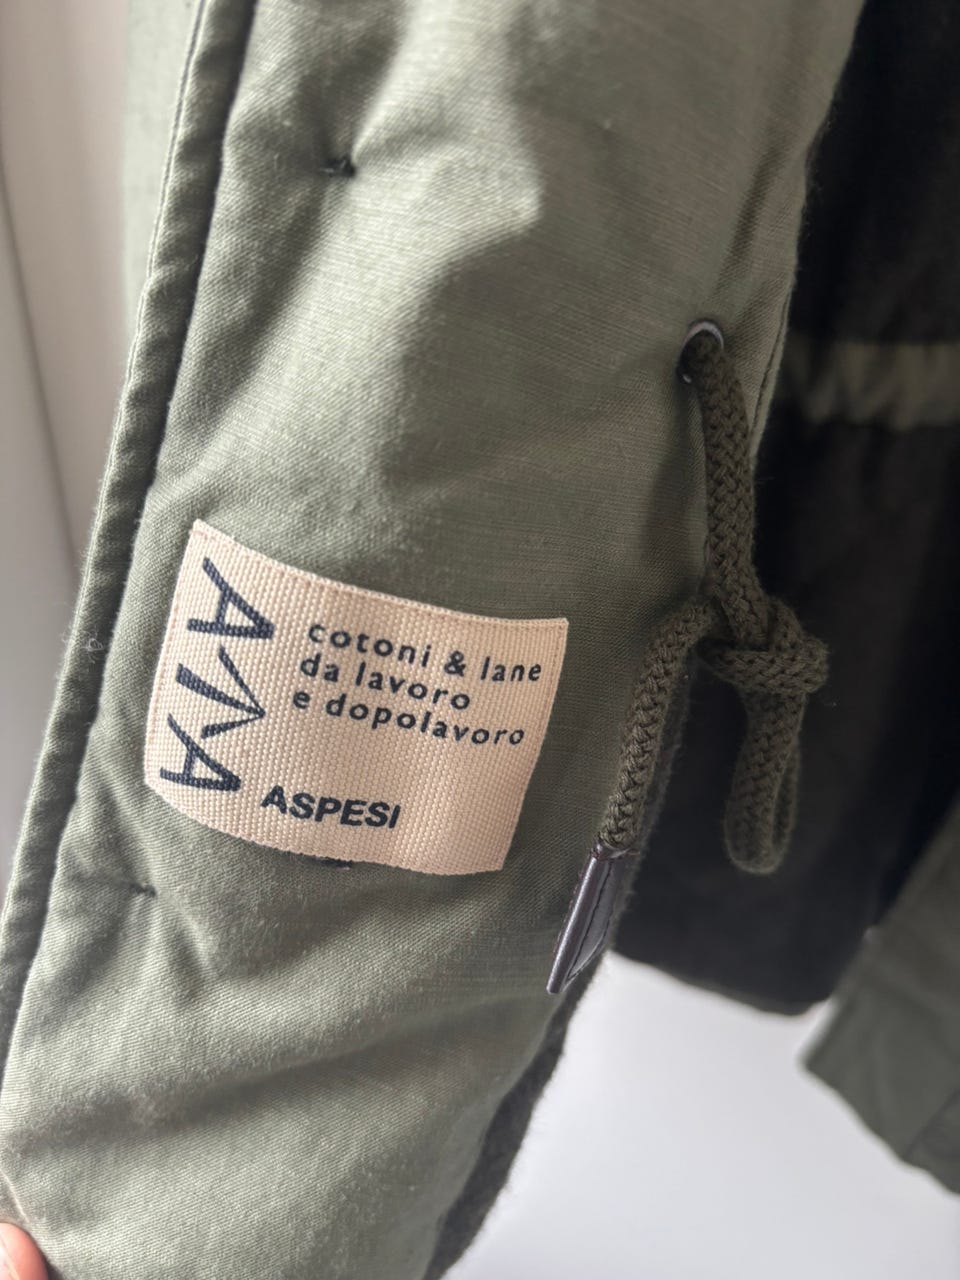 cotoni & lane
da lavoro
e dopolavoro
ASPESI